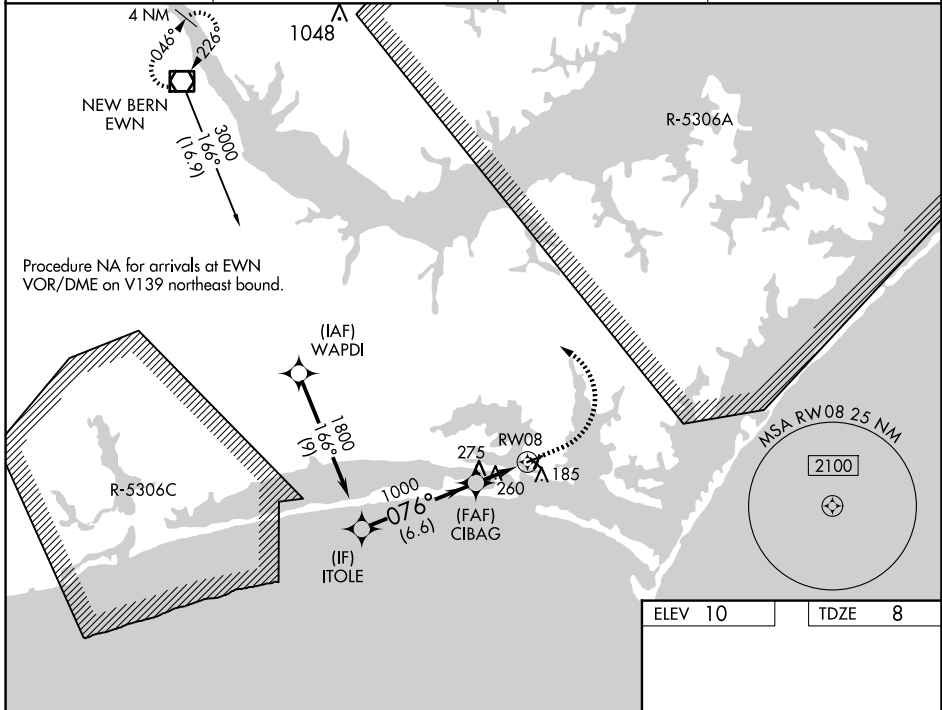 4 NM
046°
226°
1048
NEW BERN
EWN
3000
166°
(16.9)
R-5306A
Procedure NA for arrivals at EWN
VOR/DME on V139 northeast bound.
(IAF)
WAPDI
1800
166°
(9)
R-5306C
1000
076°
(6.6)
(IF)
ITOLE
275
260
(FAF)
CIBAG
RW08
185
MSA RW08 25 NM
2100
ELEV 10
TDZE 8